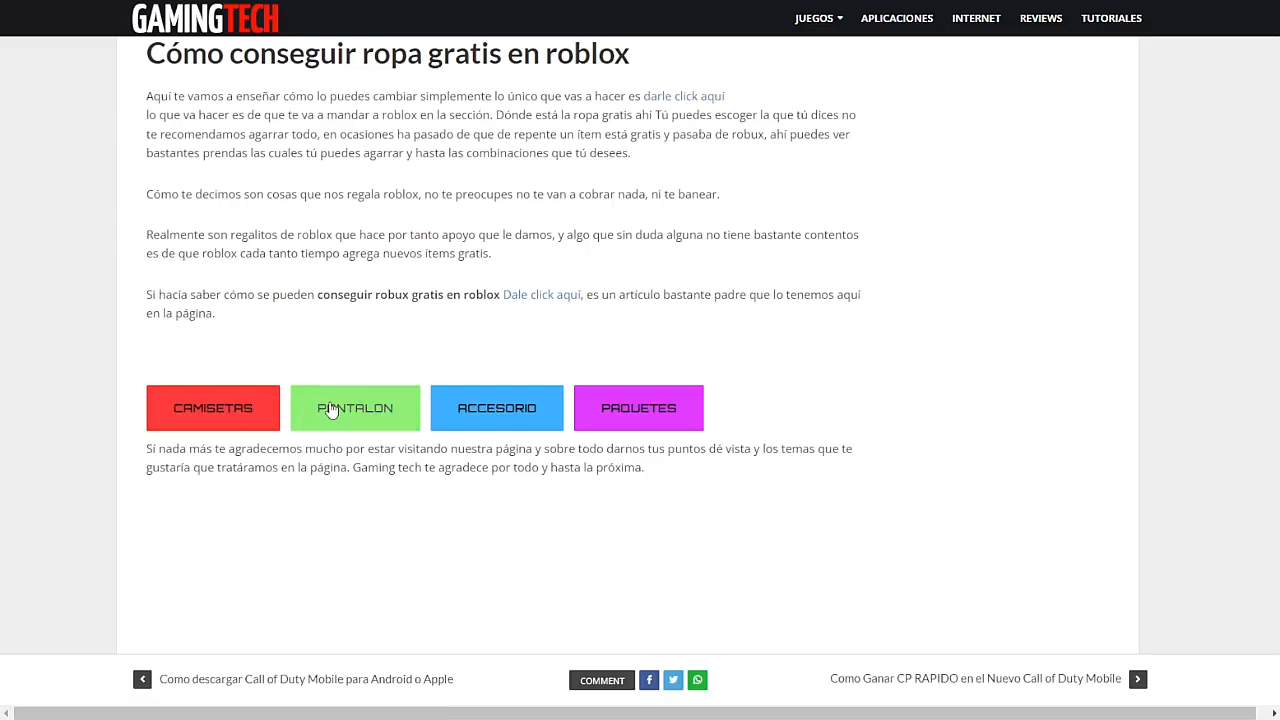 GAMINGTECH
JUEGOS APLICACIONES INTERNET REVIEWS TUTORIALES
Cómo conseguir ropa gratis en roblox
Aquí te vamos a enseñar cómo lo puedes cambiar simplemente lo único que vas a hacer es darle click aquí
lo que va hacer es de que te va a mandar a roblox en la sección. Dónde está la ropa gratis ahí Tú puedes escoger la que tú dices no
te recomendamos agarrar todo, en ocasiones ha pasado de que de repente un ítem está gratis y pasaba de robux, ahí puedes ver
bastantes prendas las cuales tú puedes agarrar y hasta las combinaciones que tú desees.
Cómo te decimos son cosas que nos regala roblox, no te preocupes no te van a cobrar nada, ni te banear.
Realmente son regalitos de roblox que hace por tanto apoyo que le damos, y algo que sin duda alguna no tiene bastante contentos
es de que roblox cada tanto tiempo agrega nuevos ítems gratis.
Si hacía saber cómo se pueden conseguir robux gratis en roblox Dale click aquí, es un artículo bastante padre que lo tenemos aquí
en la página.
CAMISETAS PANTALON ACCESORIO PAQUETES
Sí nada más te agradecemos mucho por estar visitando nuestra página y sobre todo darnos tus puntos dé vista y los temas que te
gustaría que tratáramos en la página. Gaming tech te agradece por todo y hasta la próxima.
Como descargar Call of Duty Mobile para Android o Apple
COMMENT
Como Ganar CP RAPIDO en el Nuevo Call of Duty Mobile